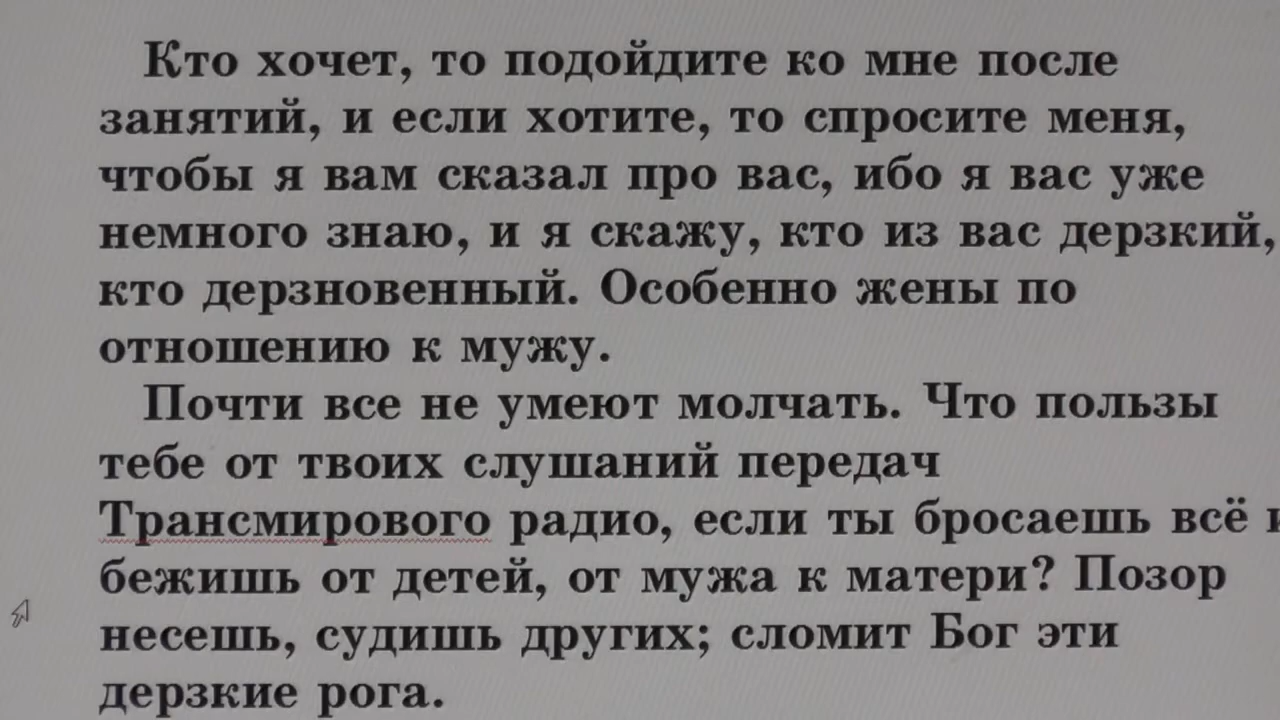 Кто хочет, то подойдите ко мне после
занятий, и если хотите, то спросите меня,
чтобы я вам сказал про вас, ибо я вас уже
немного знаю, и я скажу, кто из вас дерзкий,
кто дерзновенный. Особенно жены по
отношению к мужу.
Почти все не умеют молчать. Что пользы
тебе от твоих слушаний передач
Трансмирового радио, если ты бросаешь всё
бежишь от детей, от мужа к матери? Позор
несешь, судишь других; сломит Бог эти
дерзкие рога.